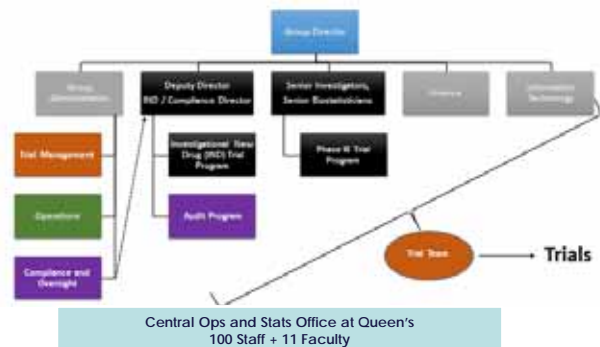 Group Director
Group
Administration
Deputy Director
IND / Compliance Director
Senior Investigators,
Senior Biostatisticians
Finance
Information
Technology
Trial Management
Investigational New
Drug (IND) Trial
Program
Phase III Trial
Program
Operations
Audit Program
Compliance and
Oversight
Trial Team
Trials
Central Ops and Stats Office at Queen's
100 Staff + 11 Faculty